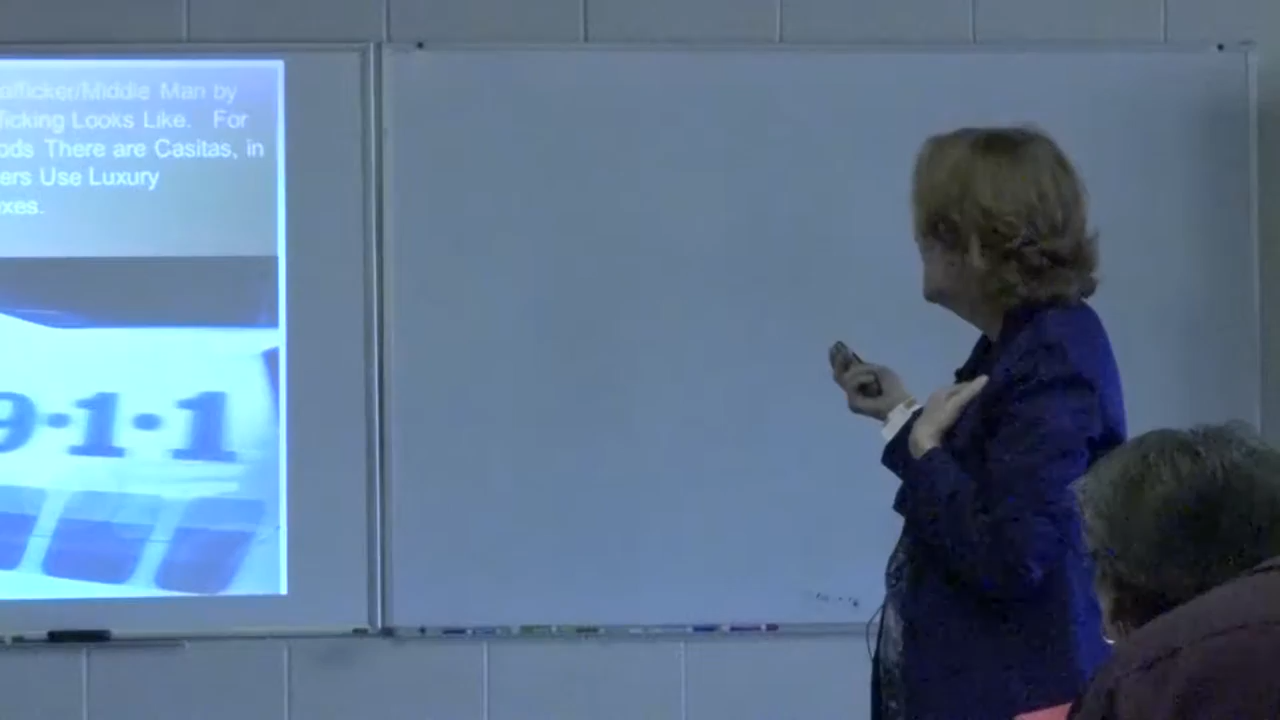 afficker/Middle Man by
ficking Looks Like. For
ods There are Casitas, in
ers Use Luxury
xes.
9·1·1